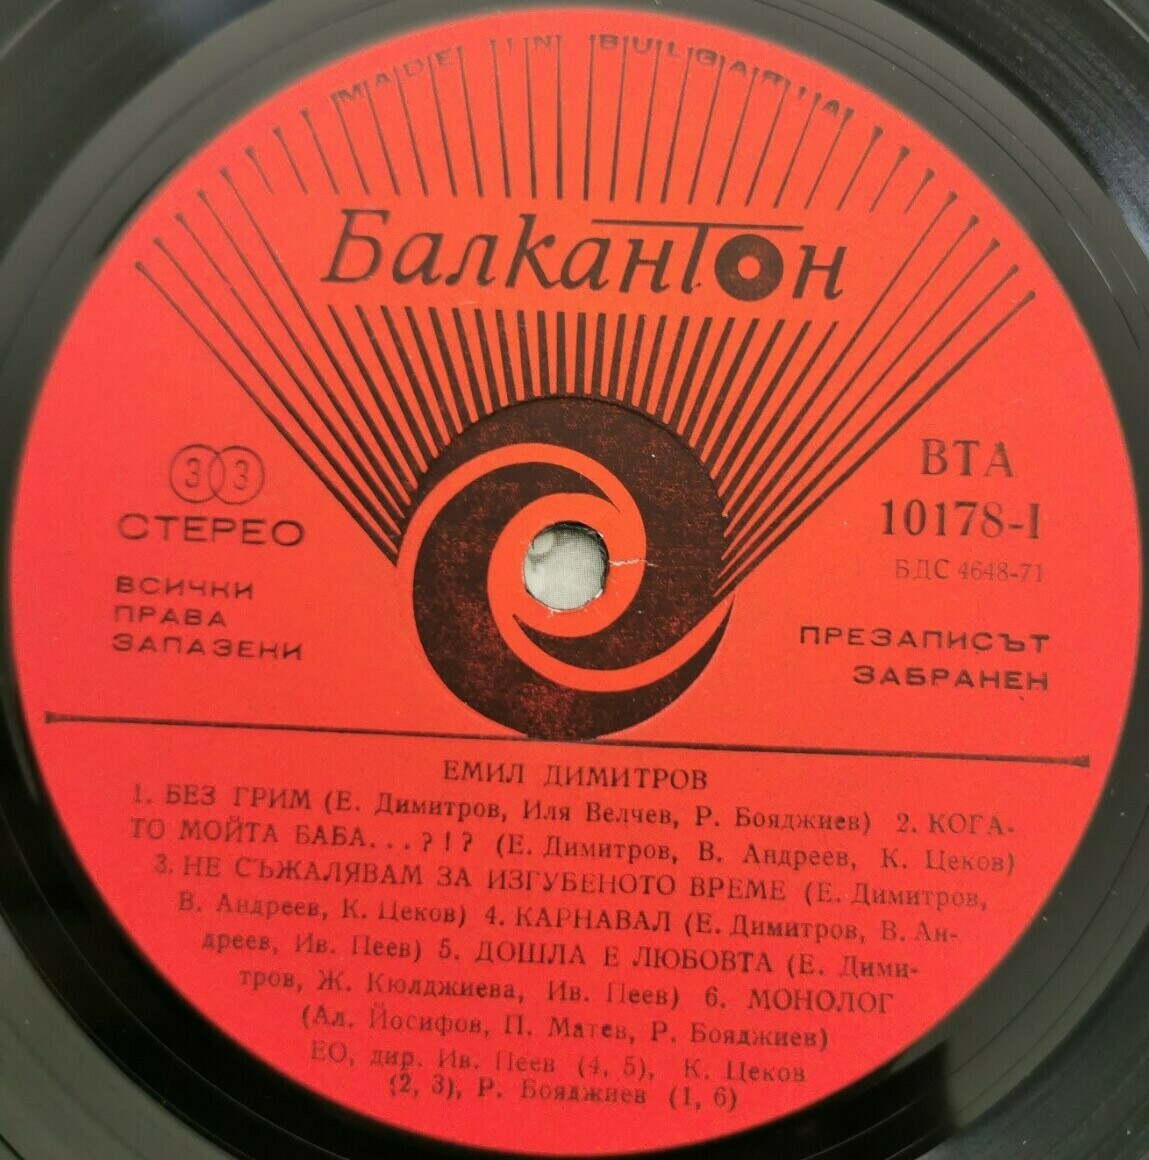 MADE IN BULGARIA
Балкантон
33
СТЕРЕО
ВСИЧКИ
ПРАВА
ЗАПАЗЕНИ
ВТА
10178-I
БДС 4648-71
ПРЕЗАПИСЪТ
ЗАБРАНЕН
ЕМИЛ ДИМИТРОВ
1. БЕЗ ГРИМ (Е. Димитров, Иля Велчев, Р. Бояджиев) 2. КОГА-
ТО МОЙТА БАБА...?!? (Е. Димитров, В. Андреев, К. Цеков)
3. НЕ СЪЖАЛЯВАМ ЗА ИЗГУБЕНОТО ВРЕМЕ (Е. Димитров,
В. Андреев, К. Цеков) 4. КАРНАВАЛ (Е. Димитров, В. Ан-
дреев, Ив. Пеев) 5. ДОШЛА Е ЛЮБОВТА (Е. Дими-
тров, Ж. Кюлджиева, Ив. Пеев) 6. МОНОЛОГ
(Ал. Йосифов, П. Матев, Р. Бояджиев)
ЕО, дир. Ив. Пеев (4, 5), К. Цеков
(2, 3), Р. Бояджиев (1, 6)